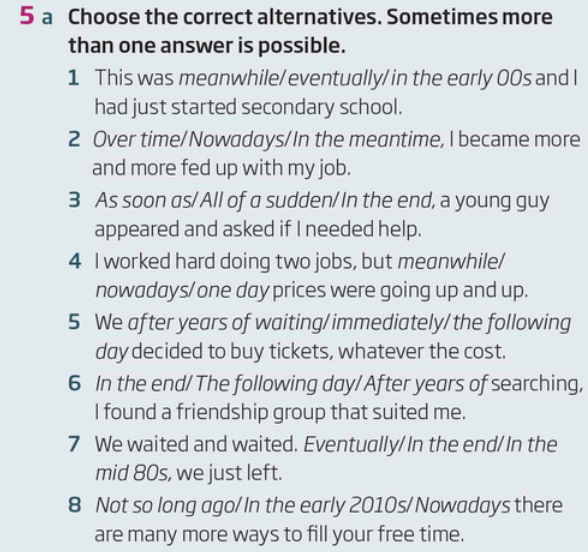 5 a Choose the correct alternatives. Sometimes more
than one answer is possible.
1 This was meanwhile/eventually/in the early 00s and I
had just started secondary school.
2 Over time/Nowadays/In the meantime, I became more
and more fed up with my job.
3 As soon as/All of a sudden/In the end, a young guy
appeared and asked if I needed help.
4 I worked hard doing two jobs, but meanwhile/
nowadays/one day prices were going up and up.
5 We after years of waiting/immediately/the following
day decided to buy tickets, whatever the cost.
6 In the end/The following day/After years of searching,
I found a friendship group that suited me.
7 We waited and waited. Eventually/In the end/In the
mid 80s, we just left.
8 Not so long ago/In the early 2010s/Nowadays there
are many more ways to fill your free time.